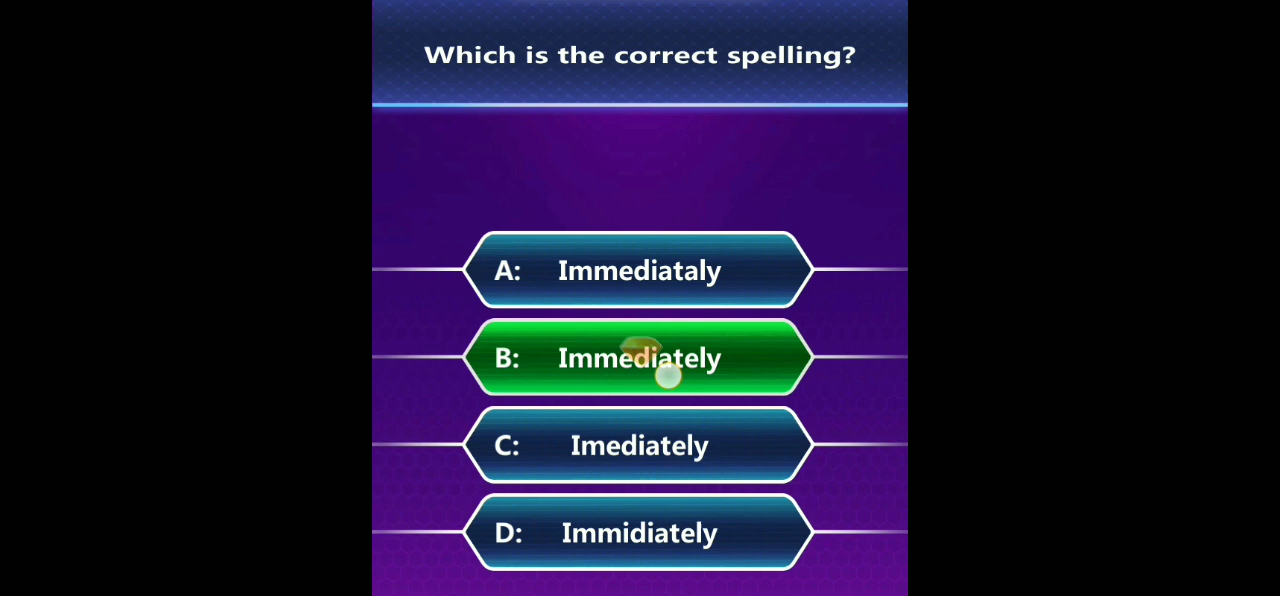 Which is the correct spelling?
A: Immediataly
B: Immediately
C: Imediately
D: Immidiately